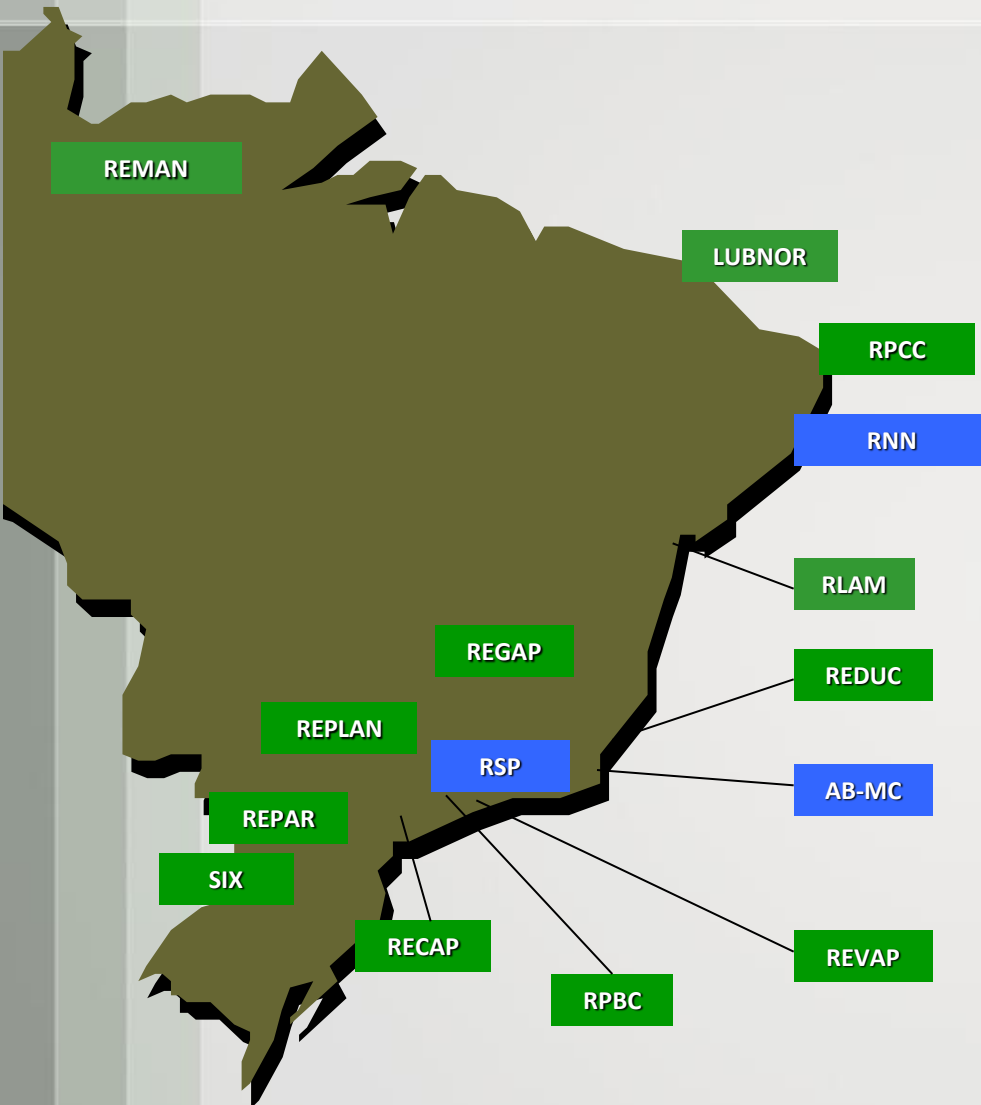 REMAN
LUBNOR
RPCC
RNN
RLAM
REGAP
REDUC
REPLAN
RSP
AB-MC
REPAR
SIX
RECAP
REVAP
RPBC